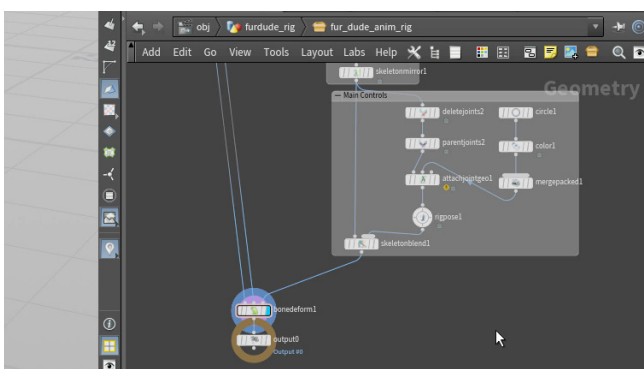 obj furdude_rig fur_dude_anim_rig
Add Edit Go View Tools Layout Labs Help
skeletonmirror1
Geometry
Main Controls
deletejoints2 circle1
parentjoints2 color1
attachjointgeo1 mergepacked1
rigpose1
skeletonblend1
bonedeform1
output0
Output #0